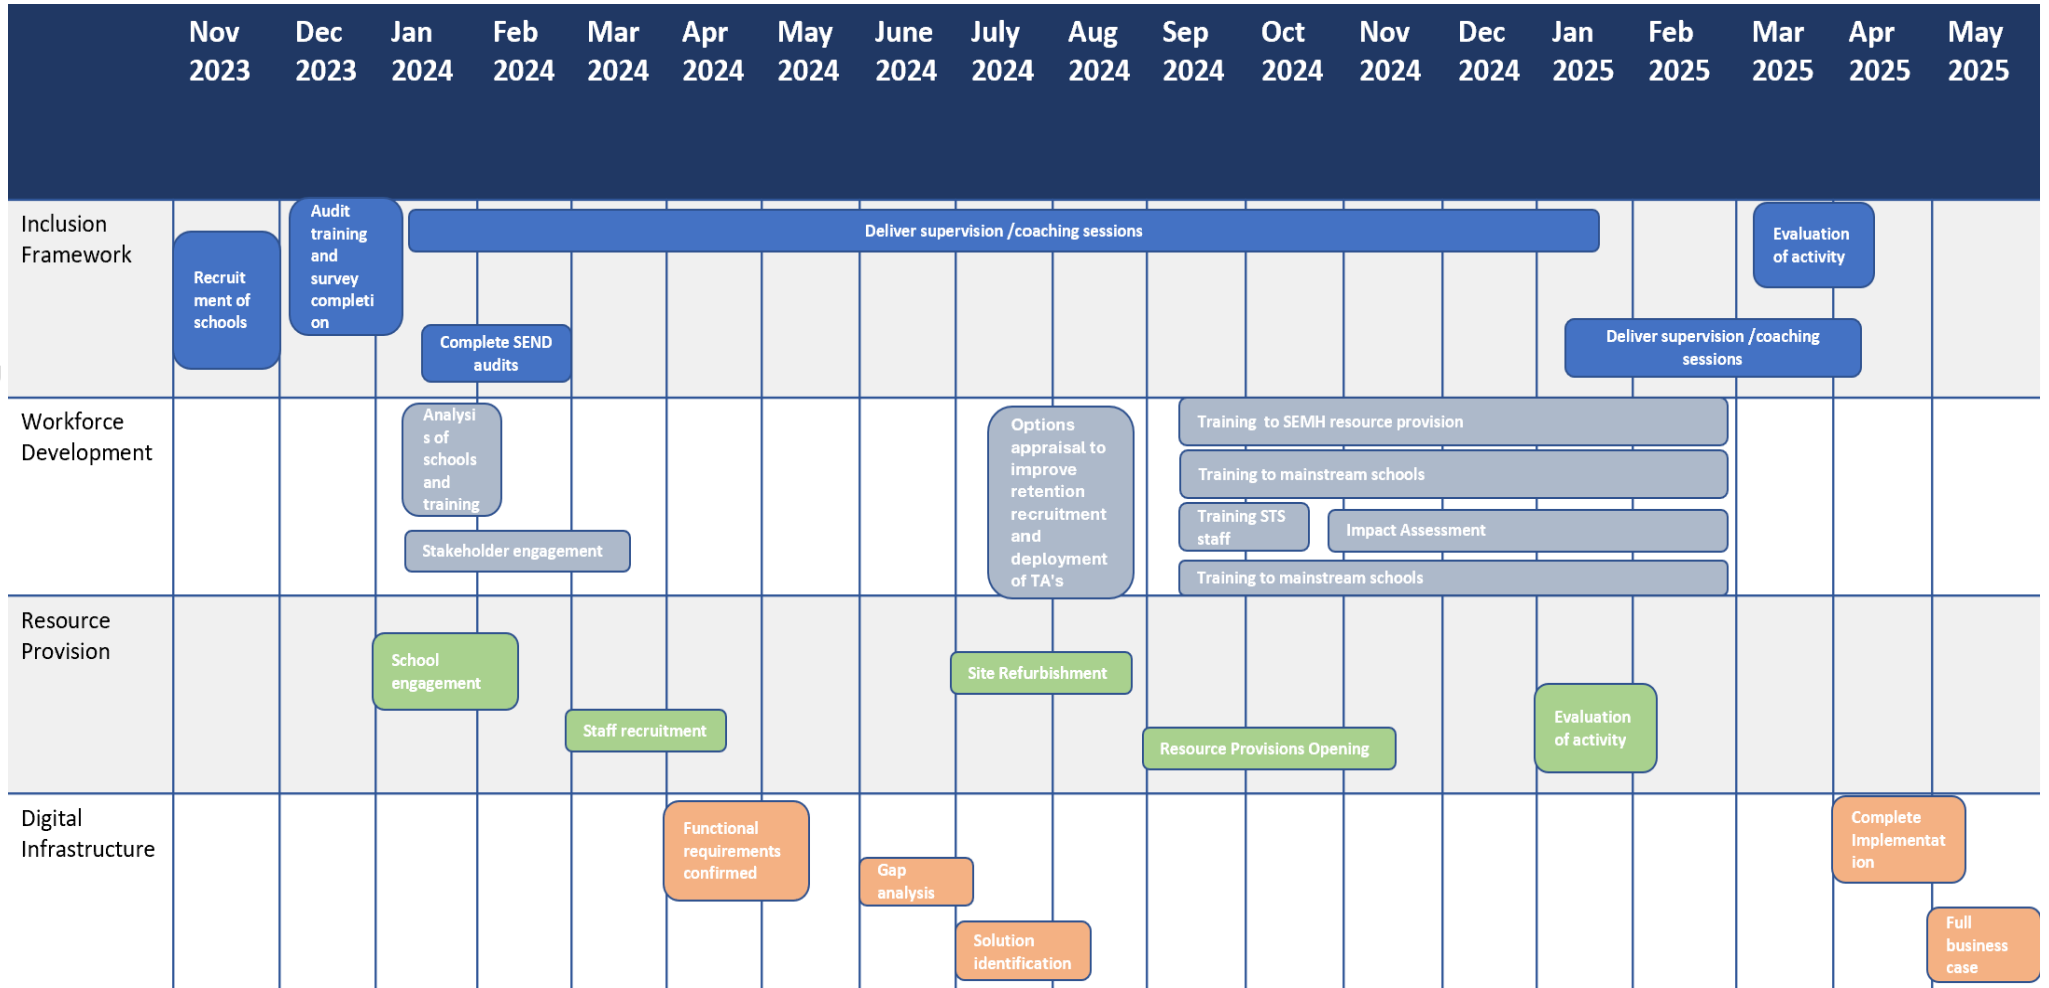 Nov Dec Jan Feb Mar Apr May June July Aug Sep Oct Nov Dec Jan Feb Mar Apr May
2023 2023 2024 2024 2024 2024 2024 2024 2024 2024 2024 2024 2024 2024 2025 2025 2025 2025 2025
Inclusion
Framework
Recruit
ment of
schools
Audit
training
and
survey
completi
on
Deliver supervision /coaching sessions
Complete SEND
audits
Evaluation
of activity
Deliver supervision /coaching
sessions
Workforce
Development
Analysi
s of
schools
and
training
Stakeholder engagement
Options
appraisal to
improve
retention
recruitment
and
deployment
of TA's
Training to SEMH resource provision
Training to mainstream schools
Training STS
staff
Impact Assessment
Training to mainstream schools
Resource
Provision
School
engagement
Staff recruitment
Site Refurbishment
Resource Provisions Opening
Evaluation
of activity
Digital
Infrastructure
Functional
requirements
confirmed
Gap
analysis
Solution
identification
Complete
Implementat
ion
Full
business
case